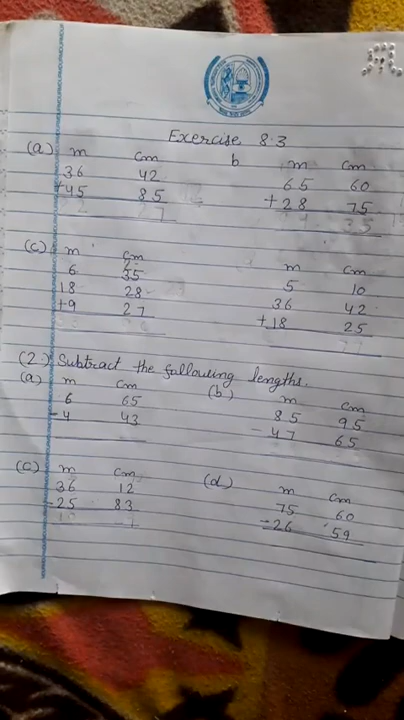 Exercise 8.3
(a) m cm b m cm
36 42 65 60
+45 85 +28 75
(c) m cm m cm
6 55 5 10
18 28 36 42
+9 27 +18 25
(2.) Subtract the following lengths.
(a) m cm (b) m cm
6 65 85 95
-4 43 -47 65
(c) m cm (d) m cm
36 12 75 60
-25 83 -26 59